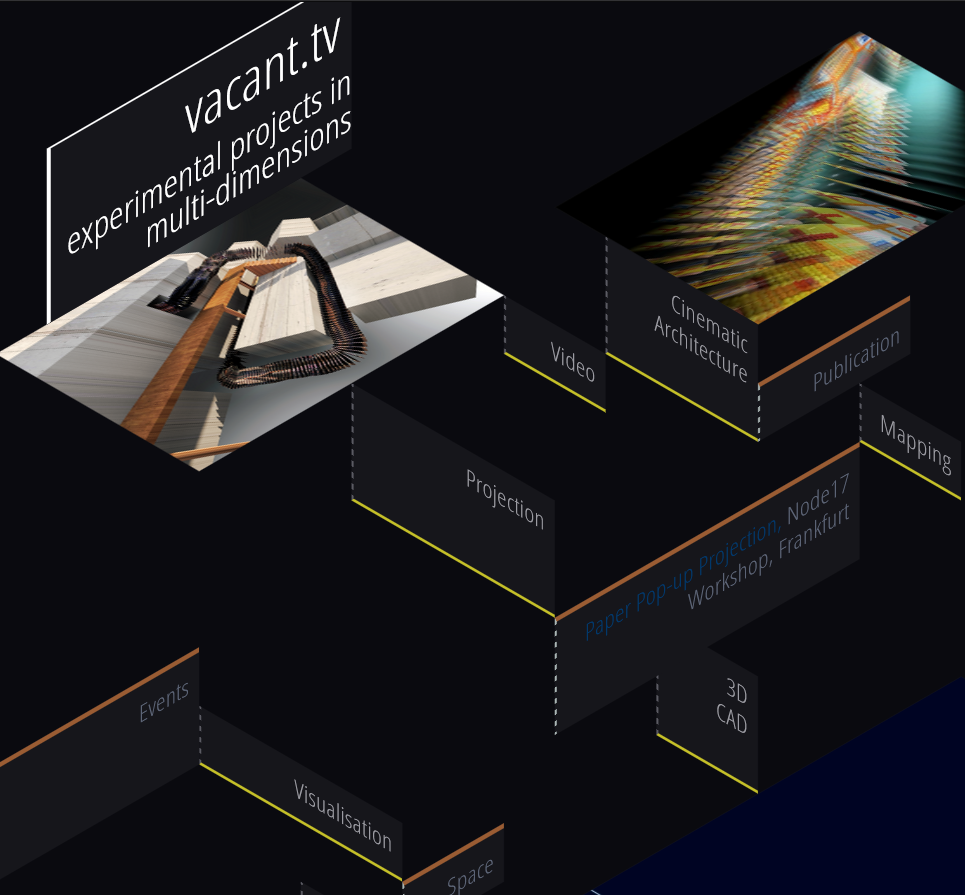 vacant.tv
experimental projects in
multi-dimensions
Cinematic
Architecture
Video
Publication
Mapping
Projection
Paper Pop-up Projection, Node17
Workshop, Frankfurt
3D
CAD
Events
Visualisation
Space